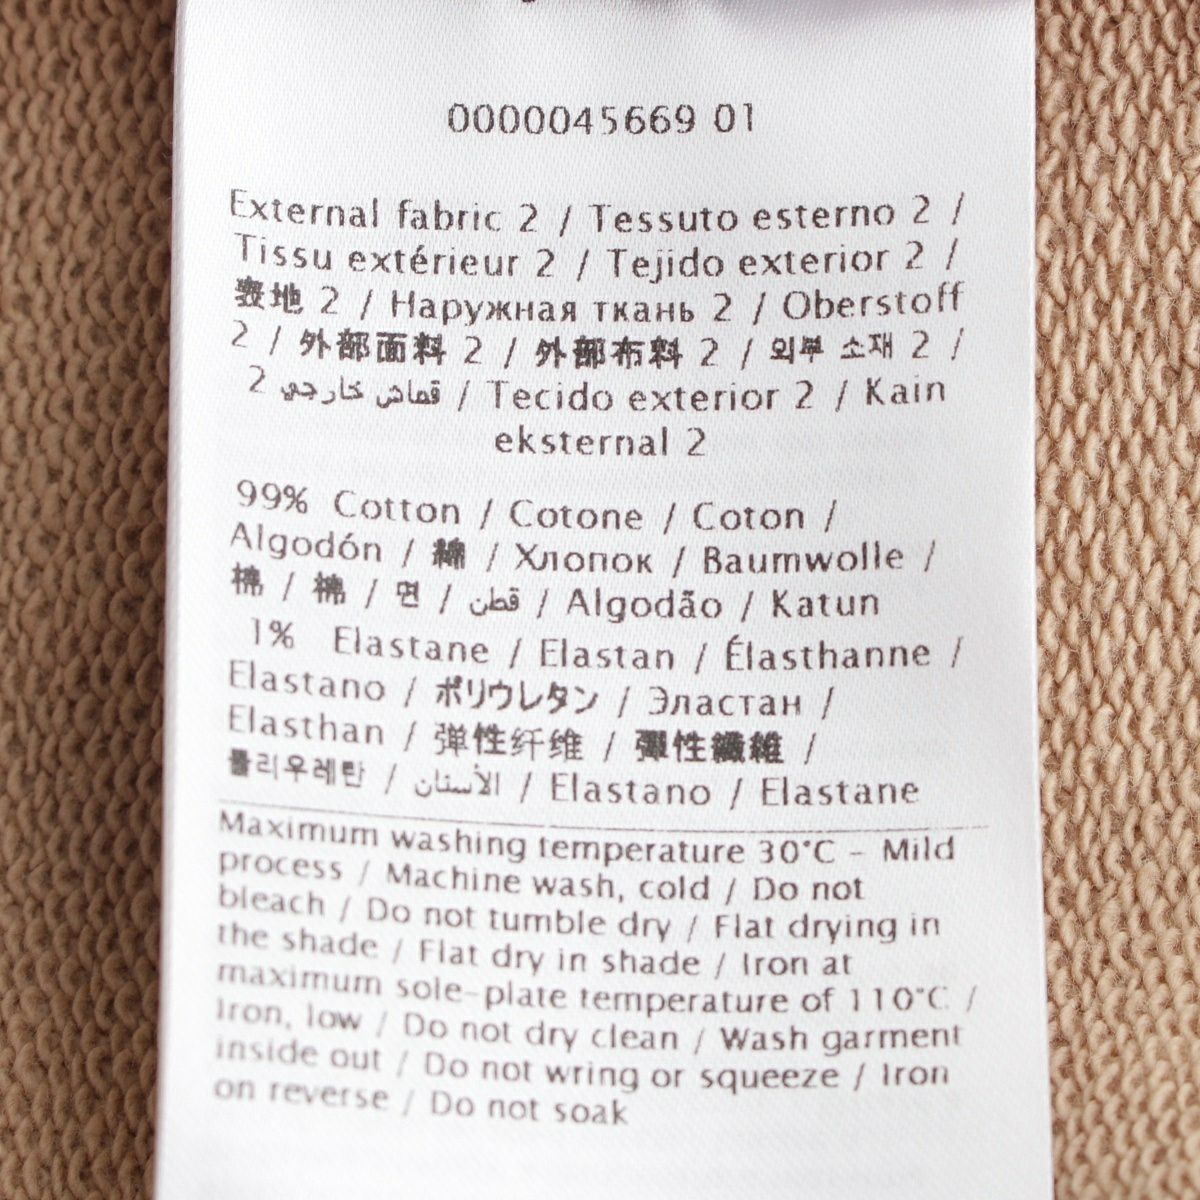 0000045669 01
External fabric 2 / Tessuto esterno 2 /
Tissu extérieur 2 / Tejido exterior 2 /
表地 2 / Наружная ткань 2 / Oberstoff
2 / 外部面料 2 / 外部布料 2 / 외부 소재 2 /
قماش خارجي 2 / Tecido exterior 2 / Kain
eksternal 2
99% Cotton / Cotone / Coton /
Algodón / 綿 / Хлопок / Baumwolle /
棉 / 棉 / 면 / قطن / Algodão / Katun
1% Elastane / Elastan / Élasthanne /
Elastano / ポリウレタン / Эластан /
Elasthan / 弹性纤维 / 彈性纖維 /
폴리우레탄 / الأستان / Elastano / Elastane
Maximum washing temperature 30°C - Mild
process / Machine wash, cold / Do not
bleach / Do not tumble dry / Flat drying in
the shade / Flat dry in shade / Iron at
maximum sole-plate temperature of 110°C /
Iron, low / Do not dry clean / Wash garment
inside out / Do not wring or squeeze / Iron
on reverse / Do not soak